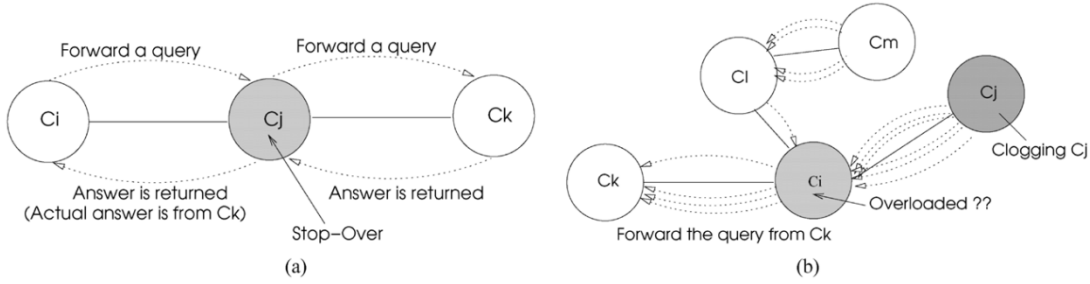 Forward a query
Forward a query
Ci
Cj
Ck
Answer is returned
(Actual answer is from Ck)
Answer is returned
Stop-Over
(a)
Cm
Cl
Cj
Clogging Cj
Ck
Ci
Overloaded ??
Forward the query from Ck
(b)